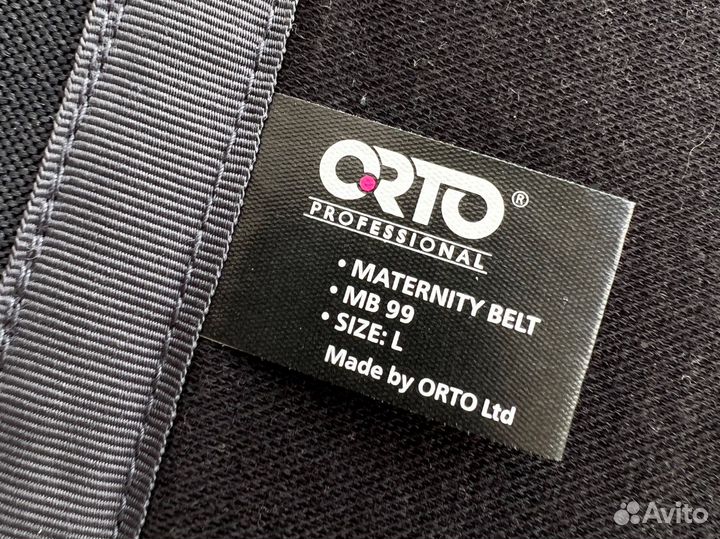 ORTO®
PROFESSIONAL
• MATERNITY BELT
• MB 99
• SIZE: L
Made by ORTO Ltd
Avito